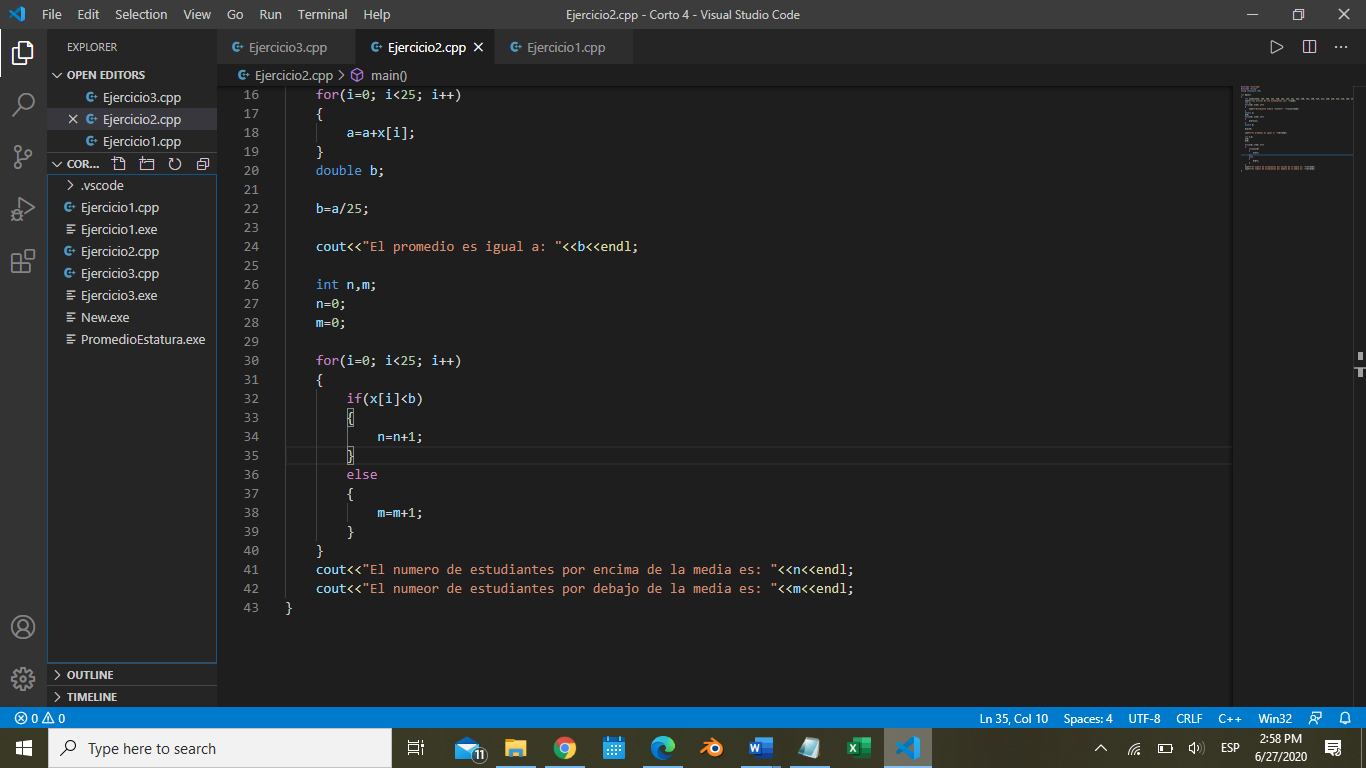 File Edit Selection View Go Run Terminal Help
Ejercicio2.cpp - Corto 4 - Visual Studio Code
EXPLORER
OPEN EDITORS
Ejercicio3.cpp
Ejercicio2.cpp
Ejercicio1.cpp
COR...
.vscode
Ejercicio1.cpp
Ejercicio1.exe
Ejercicio2.cpp
Ejercicio3.cpp
Ejercicio3.exe
New.exe
PromedioEstatura.exe
OUTLINE
TIMELINE
Ejercicio3.cpp Ejercicio2.cpp Ejercicio1.cpp
Ejercicio2.cpp > main()
16 for(i=0; i<25; i++)
17 {
18 a=a+x[i];
19 }
20 double b;
21
22 b=a/25;
23
24 cout<<"El promedio es igual a: "<<b<<endl;
25
26 int n,m;
27 n=0;
28 m=0;
29
30 for(i=0; i<25; i++)
31 {
32 if(x[i]<b)
33 {
34 n=n+1;
35 }
36 else
37 {
38 m=m+1;
39 }
40 }
41 cout<<"El numero de estudiantes por encima de la media es: "<<n<<endl;
42 cout<<"El numeor de estudiantes por debajo de la media es: "<<m<<endl;
43 }
0 0 Ln 35, Col 10 Spaces: 4 UTF-8 CRLF C++ Win32
Type here to search 11 ESP 2:58 PM
6/27/2020